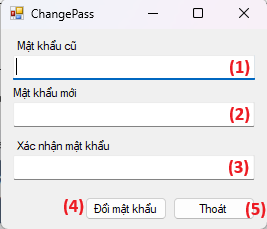 ChangePass
Mật khẩu cũ
(1)
Mật khẩu mới
(2)
Xác nhận mật khẩu
(3)
(4) Đổi mật khẩu Thoát (5)